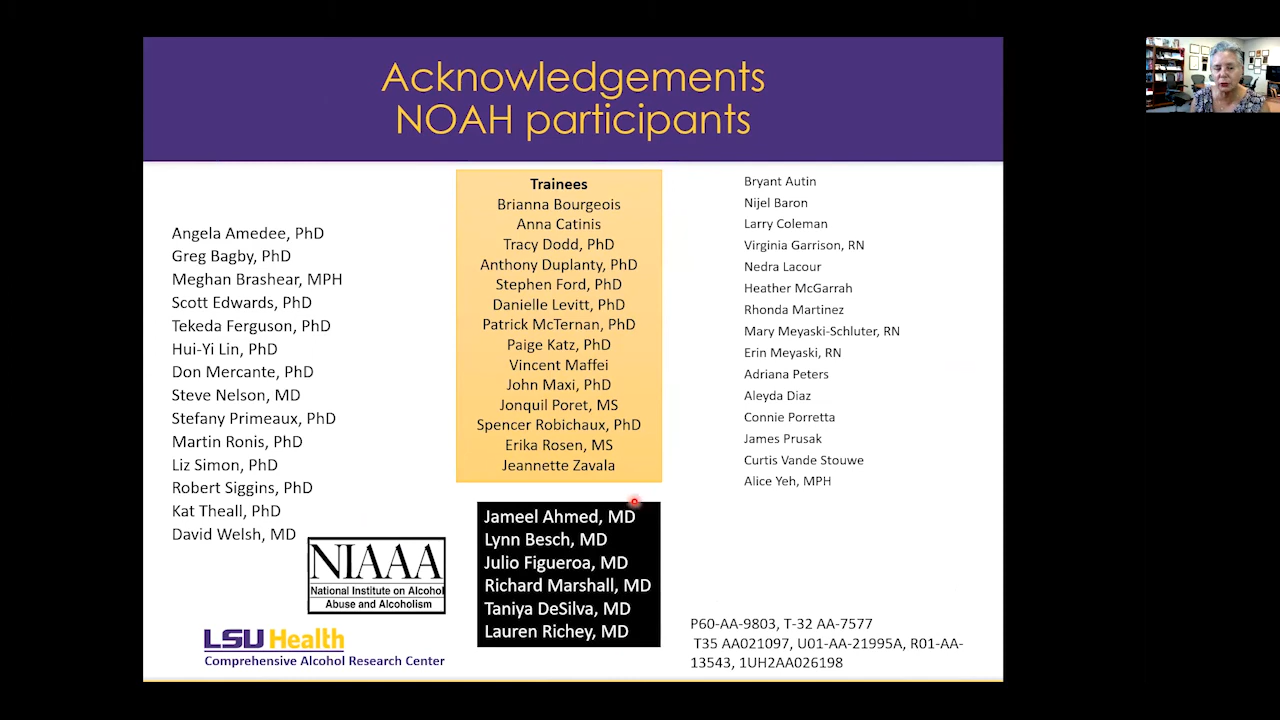 Acknowledgements
NOAH participants
Angela Amedee, PhD
Greg Bagby, PhD
Meghan Brashear, MPH
Scott Edwards, PhD
Tekeda Ferguson, PhD
Hui-Yi Lin, PhD
Don Mercante, PhD
Steve Nelson, MD
Stefany Primeaux, PhD
Martin Ronis, PhD
Liz Simon, PhD
Robert Siggins, PhD
Kat Theall, PhD
David Welsh, MD
NIAAA
National Institute on Alcohol
Abuse and Alcoholism
LSU Health
Comprehensive Alcohol Research Center
Trainees
Brianna Bourgeois
Anna Catinis
Tracy Dodd, PhD
Anthony Duplanty, PhD
Stephen Ford, PhD
Danielle Levitt, PhD
Patrick McTernan, PhD
Paige Katz, PhD
Vincent Maffei
John Maxi, PhD
Jonquil Poret, MS
Spencer Robichaux, PhD
Erika Rosen, MS
Jeannette Zavala
Jameel Ahmed, MD
Lynn Besch, MD
Julio Figueroa, MD
Richard Marshall, MD
Taniya DeSilva, MD
Lauren Richey, MD
Bryant Autin
Nijel Baron
Larry Coleman
Virginia Garrison, RN
Nedra Lacour
Heather McGarrah
Rhonda Martinez
Mary Meyaski-Schluter, RN
Erin Meyaski, RN
Adriana Peters
Aleyda Diaz
Connie Porretta
James Prusak
Curtis Vande Stouwe
Alice Yeh, MPH
P60-AA-9803, T-32 AA-7577
T35 AA021097, U01-AA-21995A, R01-AA-
13543, 1UH2AA026198